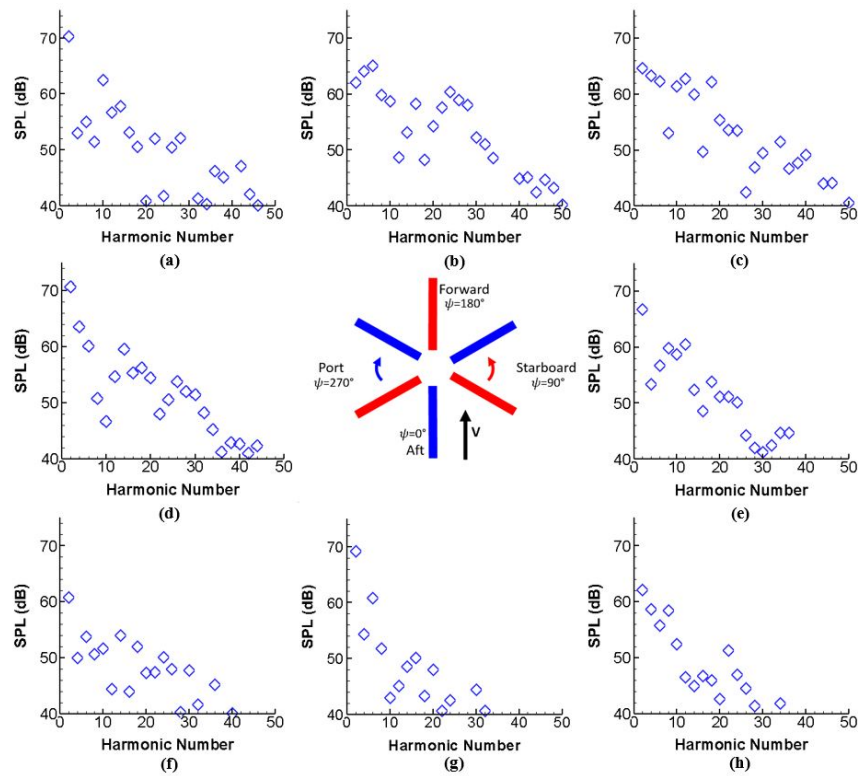 70
60
50
40
SPL (dB)
0 10 20 30 40 50
Harmonic Number
(a)
70
60
50
40
SPL (dB)
0 10 20 30 40 50
Harmonic Number
(b)
70
60
50
40
SPL (dB)
0 10 20 30 40 50
Harmonic Number
(c)
70
60
50
40
SPL (dB)
0 10 20 30 40 50
Harmonic Number
(d)
Forward
ψ=180°
Port
ψ=270°
Starboard
ψ=90°
ψ=0°
Aft
V
70
60
50
40
SPL (dB)
0 10 20 30 40 50
Harmonic Number
(e)
70
60
50
40
SPL (dB)
0 10 20 30 40 50
Harmonic Number
(f)
70
60
50
40
SPL (dB)
0 10 20 30 40 50
Harmonic Number
(g)
70
60
50
40
SPL (dB)
0 10 20 30 40 50
Harmonic Number
(h)